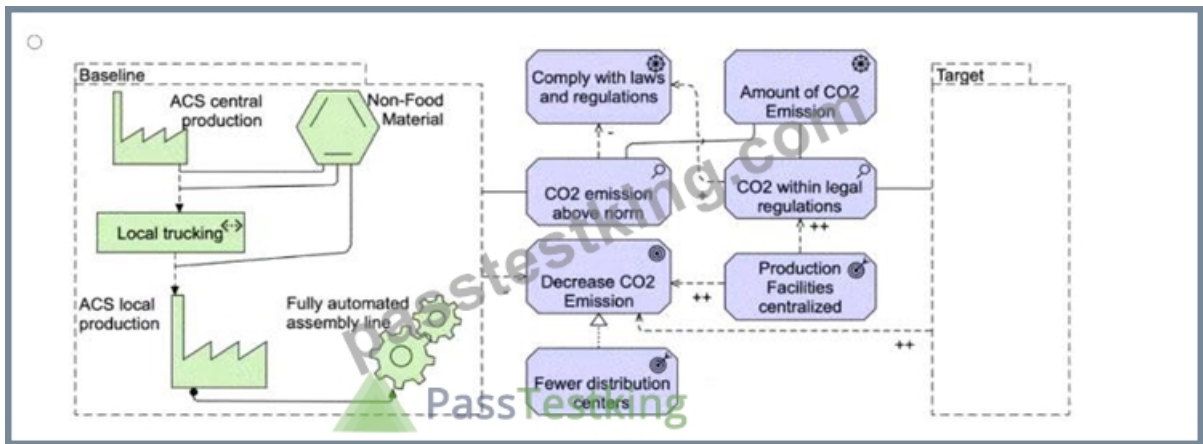 Baseline
ACS central
production
Non-Food
Material
Local trucking
ACS local
production
Fully automated
assembly line
Comply with laws
and regulations
Amount of CO2
Emission
-
+
CO2 emission
above norm
CO2 within legal
regulations
++
Decrease CO2
Emission
++
Production
Facilities
centralized
++
Fewer distribution
centers
Target
passtestking.com
PassTestking